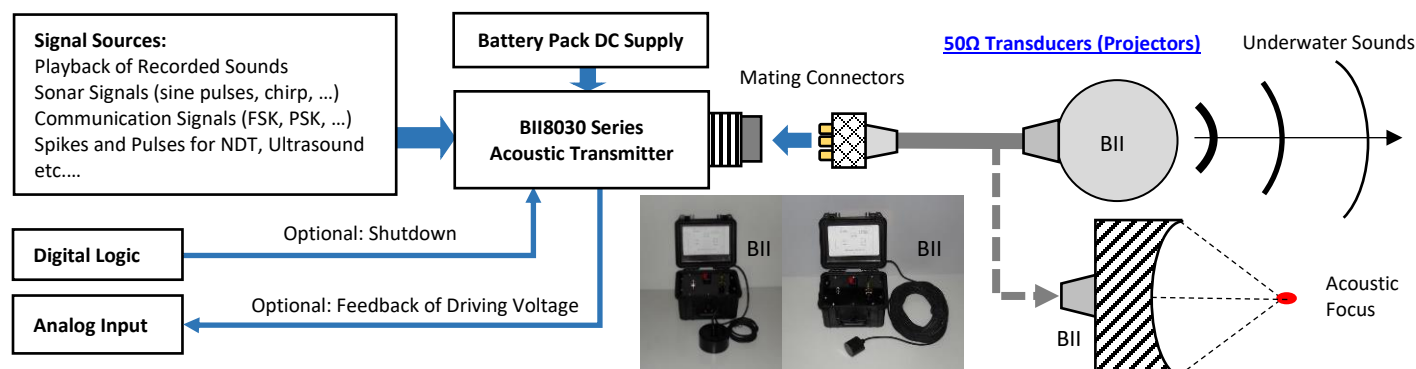 Signal Sources:
Playback of Recorded Sounds
Sonar Signals (sine pulses, chirp, ...)
Communication Signals (FSK, PSK, ...)
Spikes and Pulses for NDT, Ultrasound
etc....
Battery Pack DC Supply
BII8030 Series
Acoustic Transmitter
Mating Connectors
50Ω Transducers (Projectors)
Underwater Sounds
BII
Digital Logic
Optional: Shutdown
Analog Input
Optional: Feedback of Driving Voltage
BII
BII
BII
Acoustic
Focus